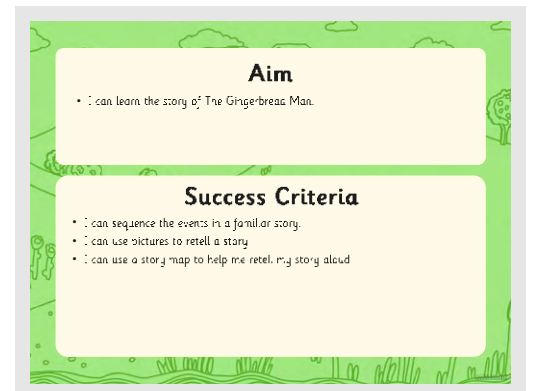 Aim
• I can learn the story of The Gingerbread Man.
Success Criteria
• I can sequence the events in a familiar story.
• I can use pictures to retell a story
• I can use a story map to help me retell my story aloud